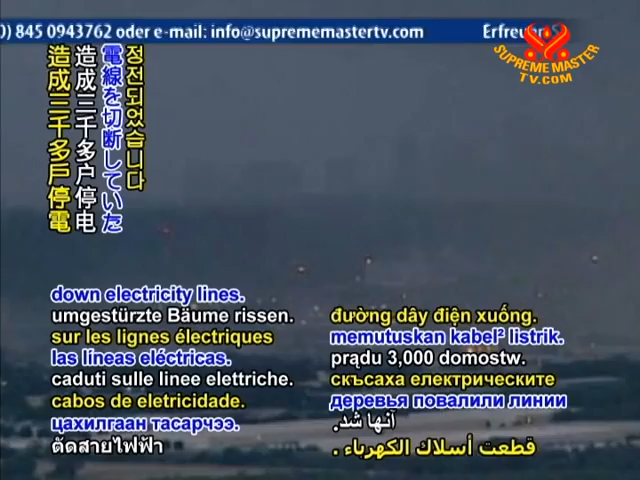 0) 845 0943762 oder e-mail: info@suprememastertv.com
SUPREME MASTER
TV.COM
정전되었습니다
電線を切断していた
造成三千多户停电
造成三千多戶停電
down electricity lines.
umgestürzte Bäume rissen.
sur les lignes électriques
las líneas eléctricas.
caduti sulle linee elettriche.
cabos de eletricidade.
цахилгаан тасарчээ.
ตัดสายไฟฟ้า
đường dây điện xuống.
memutuskan kabel² listrik.
prądu 3,000 domostw.
скъсаха електрическите
деревья повалили линии
آنها شد.
قطعت أسلاك الكهرباء .